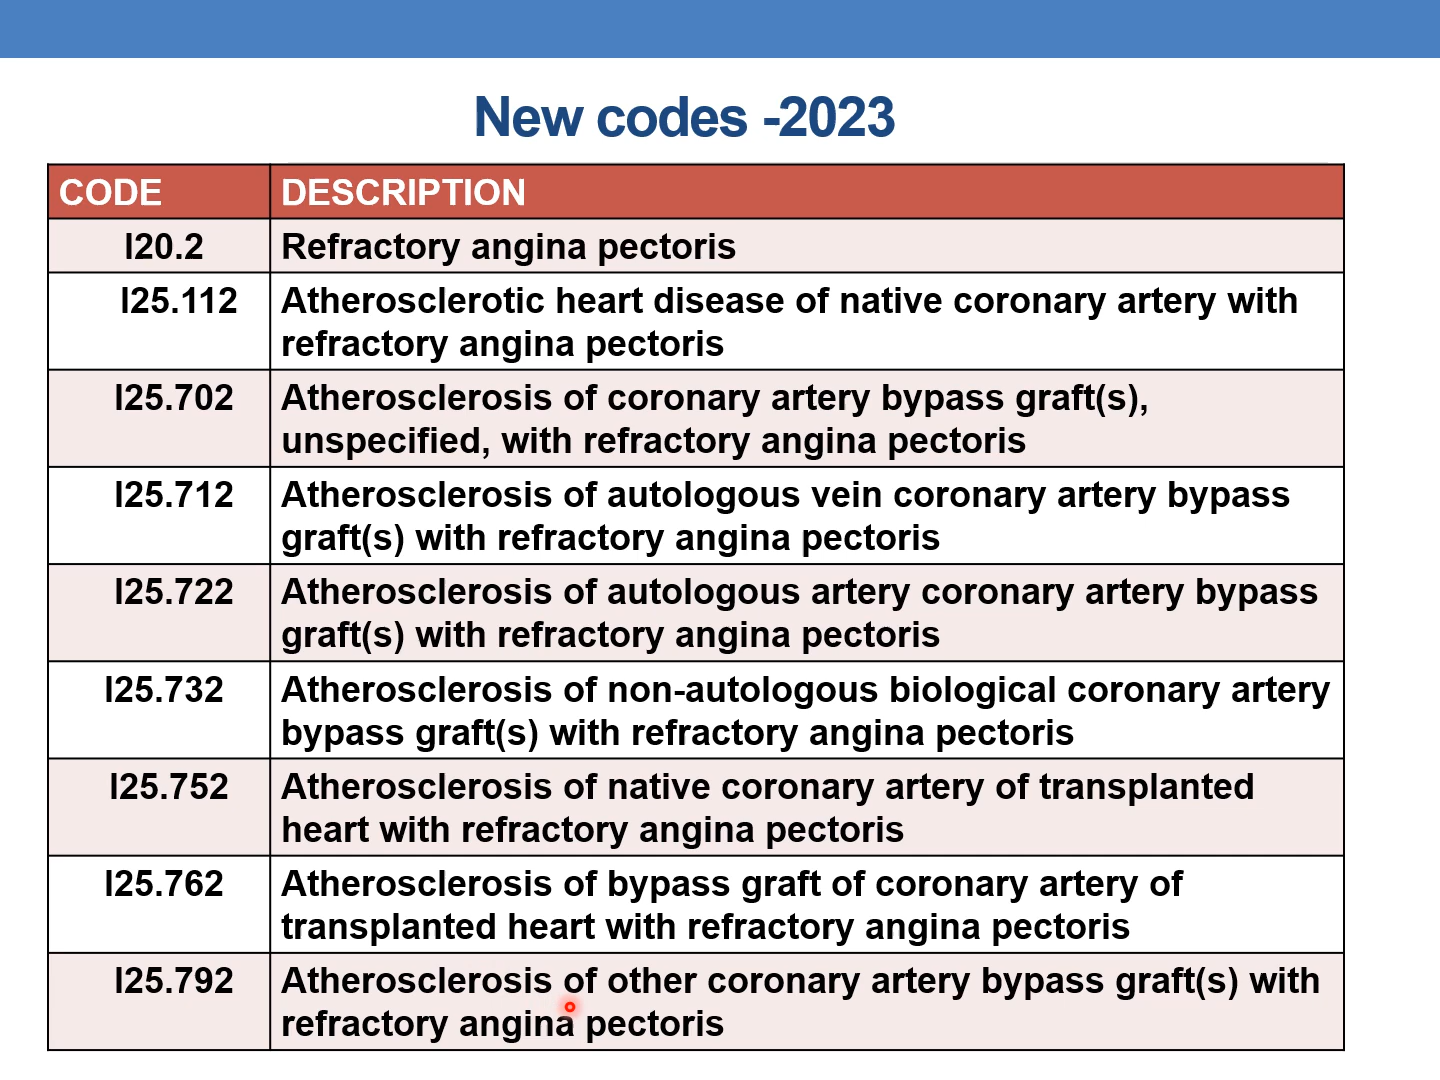 New codes -2023
CODE DESCRIPTION
I20.2 Refractory angina pectoris
I25.112 Atherosclerotic heart disease of native coronary artery with
refractory angina pectoris
I25.702 Atherosclerosis of coronary artery bypass graft(s),
unspecified, with refractory angina pectoris
I25.712 Atherosclerosis of autologous vein coronary artery bypass
graft(s) with refractory angina pectoris
I25.722 Atherosclerosis of autologous artery coronary artery bypass
graft(s) with refractory angina pectoris
I25.732 Atherosclerosis of non-autologous biological coronary artery
bypass graft(s) with refractory angina pectoris
I25.752 Atherosclerosis of native coronary artery of transplanted
heart with refractory angina pectoris
I25.762 Atherosclerosis of bypass graft of coronary artery of
transplanted heart with refractory angina pectoris
I25.792 Atherosclerosis of other coronary artery bypass graft(s) with
refractory angina pectoris